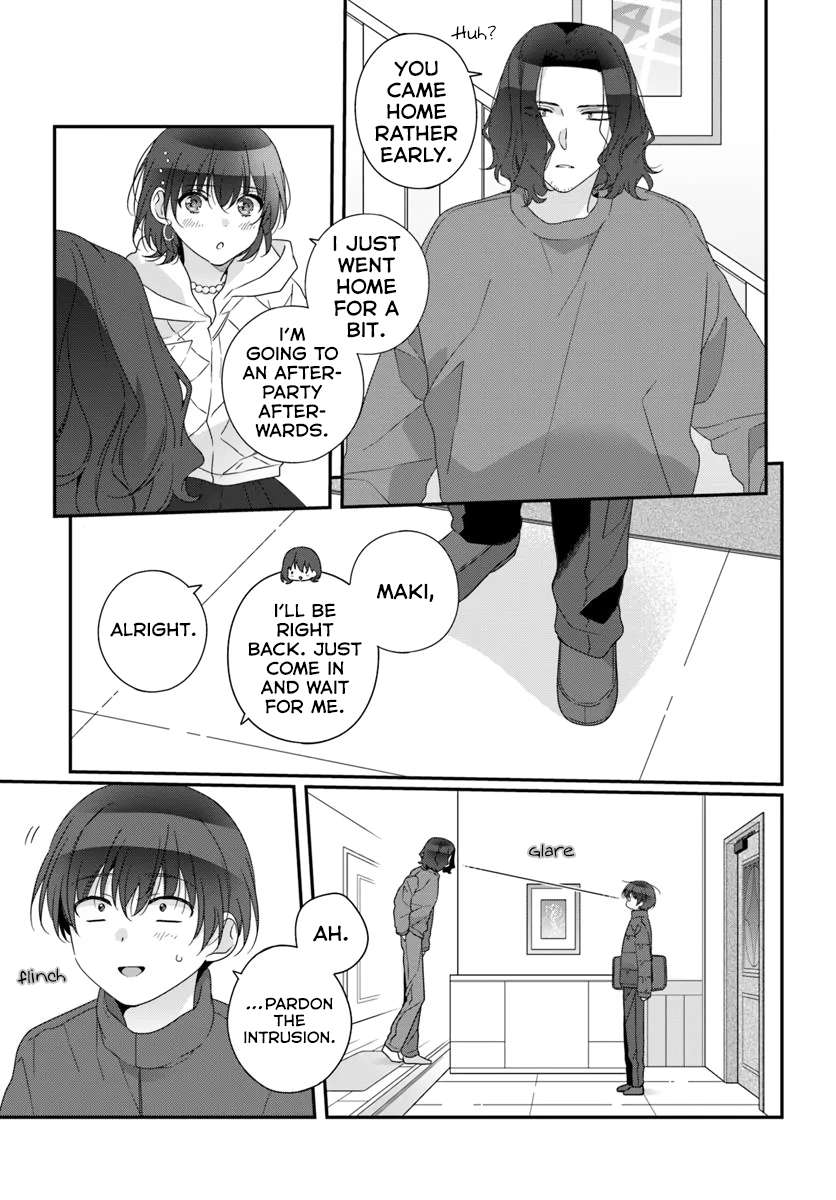 Huh?
YOU
CAME
HOME
RATHER
EARLY.
I JUST
WENT
HOME
FOR A
BIT.
I'M
GOING TO
AN AFTER-
PARTY
AFTER-
WARDS.
MAKI,
I'LL BE
RIGHT
BACK. JUST
COME IN
AND WAIT
FOR ME.
ALRIGHT.
Glare
AH.
...PARDON
THE
INTRUSION.
flinch